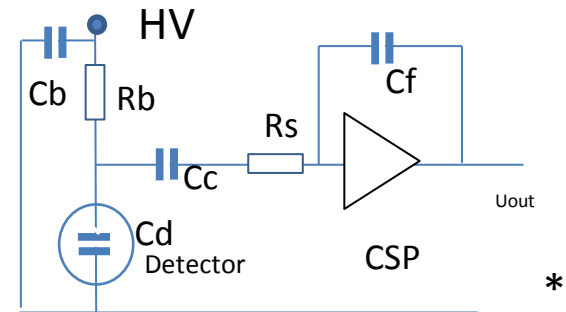 HV
Cb
Rb
Cf
Rs
Cc
Uout
Cd
Detector
CSP
*